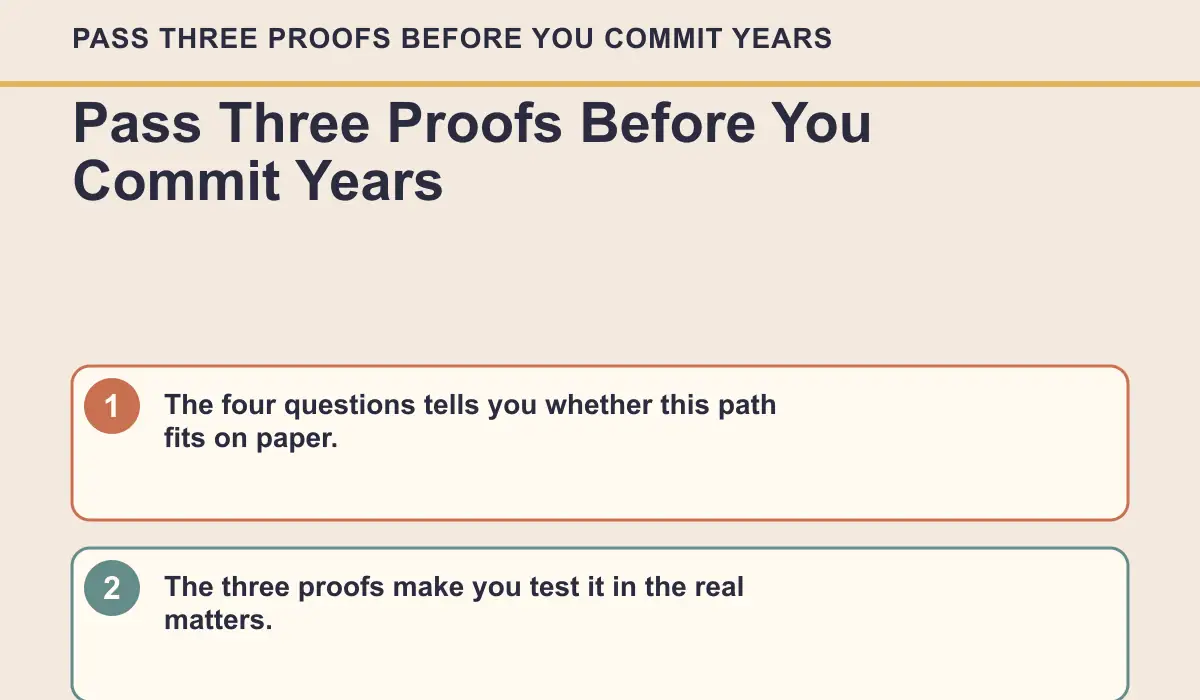 PASS THREE PROOFS BEFORE YOU COMMIT YEARS
Pass Three Proofs Before You
Commit Years
1
The four questions tells you whether this path
fits on paper.
2
The three proofs make you test it in the real
matters.